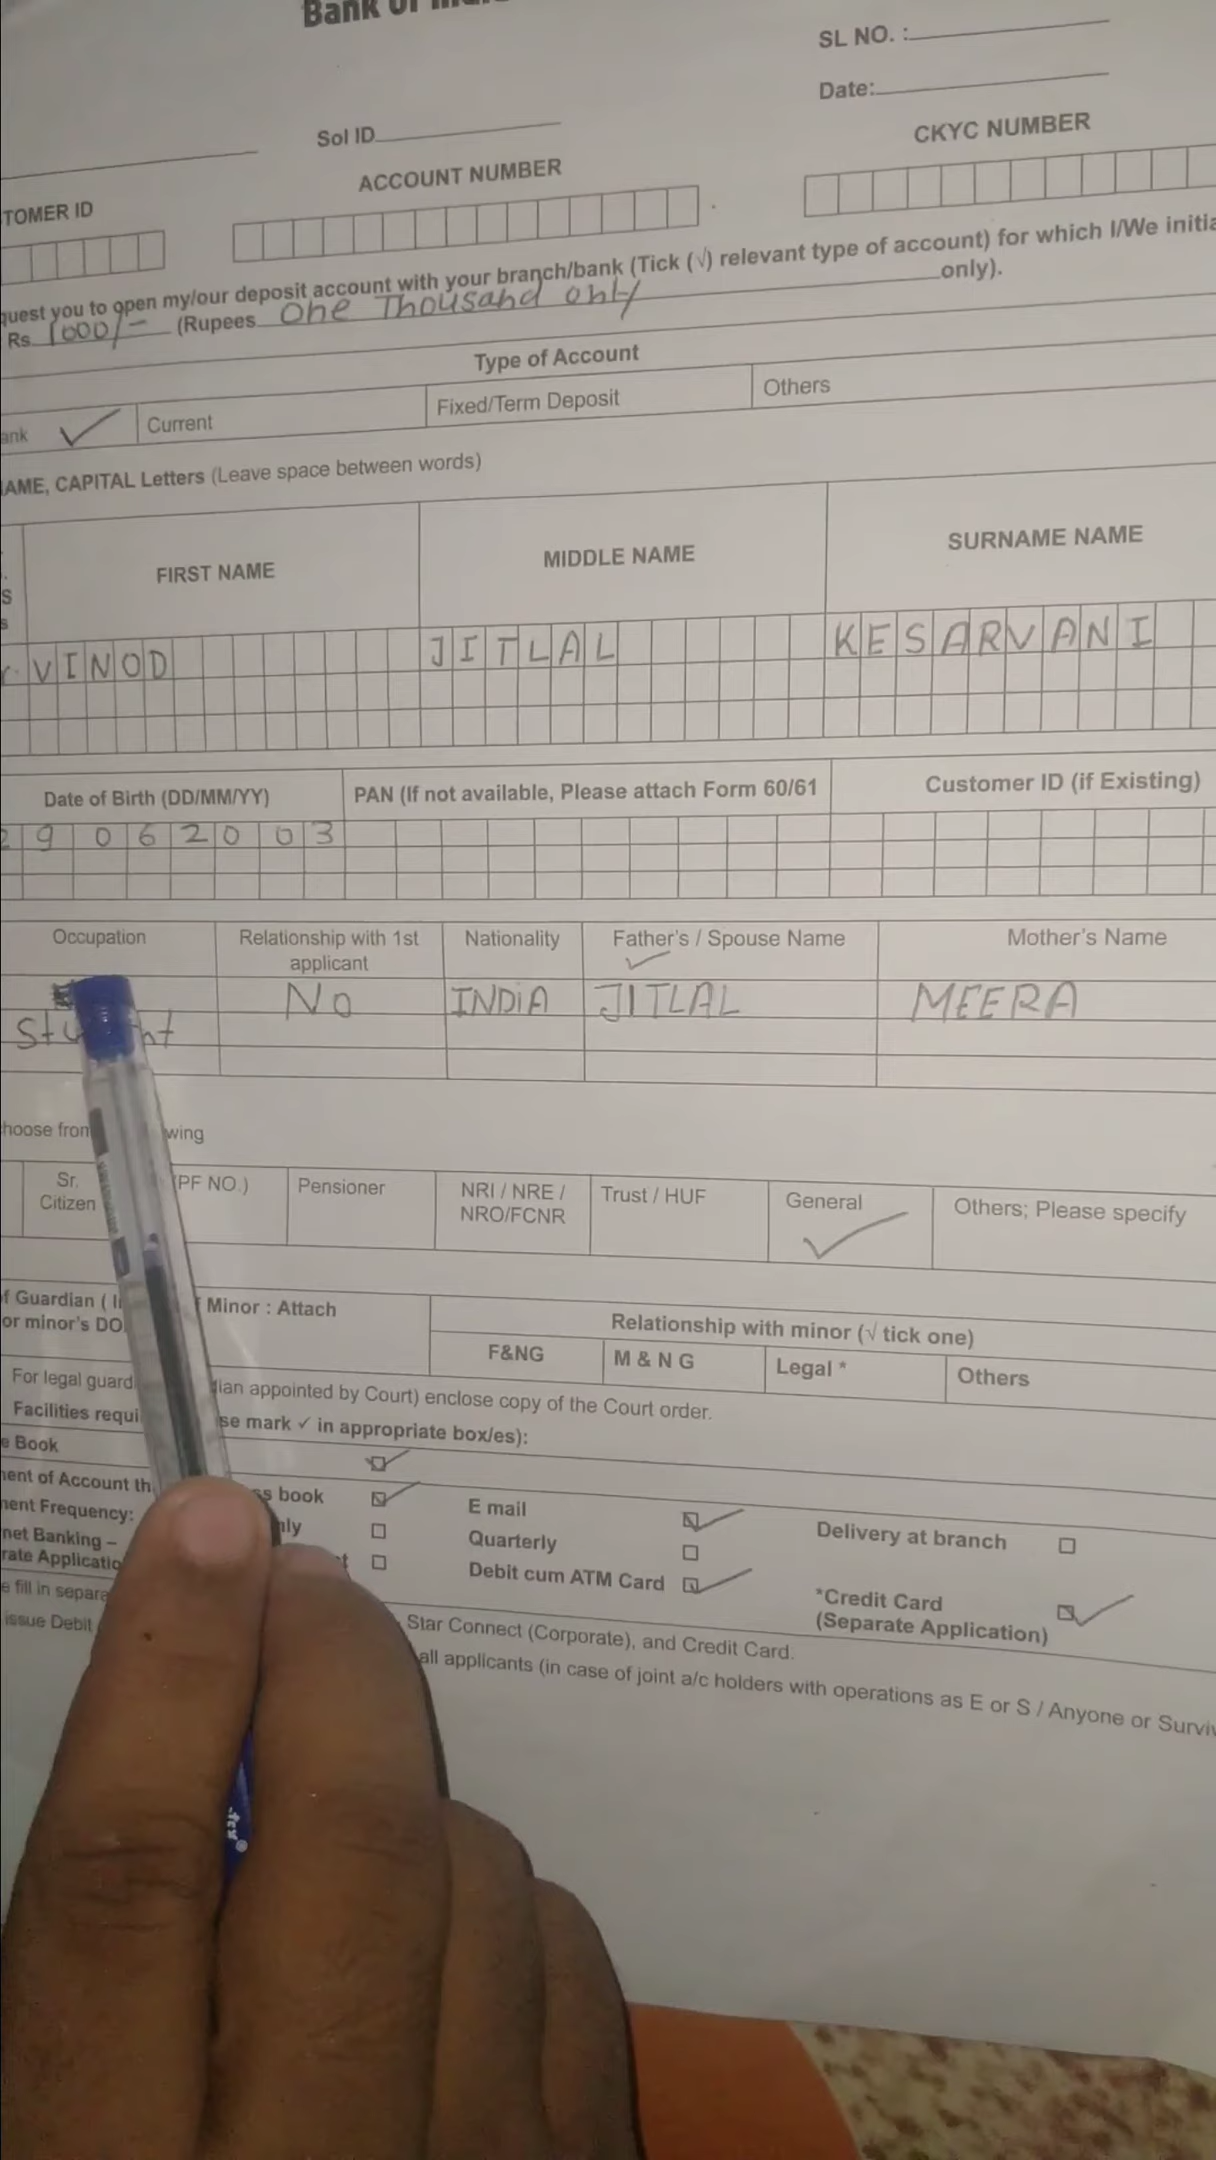 Bank of
SL NO. :
Date:
Sol ID
ACCOUNT NUMBER
CKYC NUMBER
TOMER ID
quest you to open my/our deposit account with your branch/bank (Tick (√) relevant type of account) for which I/We initia
Rs. 1000/- (Rupees One Thousand only only).
Type of Account
ank ✓ Current Fixed/Term Deposit Others
AME, CAPITAL Letters (Leave space between words)
FIRST NAME MIDDLE NAME SURNAME NAME
VINOD JITLAL KESARVANI
Date of Birth (DD/MM/YY) PAN (If not available, Please attach Form 60/61 Customer ID (if Existing)
29062003
Occupation Relationship with 1st applicant Nationality Father's / Spouse Name Mother's Name
NO INDiA JITLAL MEERA
hoose from wing
Sr. Citizen (PF NO.) Pensioner NRI / NRE / NRO/FCNR Trust / HUF General Others; Please specify
f Guardian ( Minor : Attach Relationship with minor (√ tick one)
or minor's DO
F&NG M & N G Legal * Others
For legal guard ian appointed by Court) enclose copy of the Court order.
Facilities requi se mark ✓ in appropriate box/es):
e Book
ent of Account th s book E mail Delivery at branch
ent Frequency: nly Quarterly
net Banking – Debit cum ATM Card *Credit Card
rate Applicatio (Separate Application)
e fill in separa Star Connect (Corporate), and Credit Card.
issue Debit all applicants (in case of joint a/c holders with operations as E or S / Anyone or Surviv